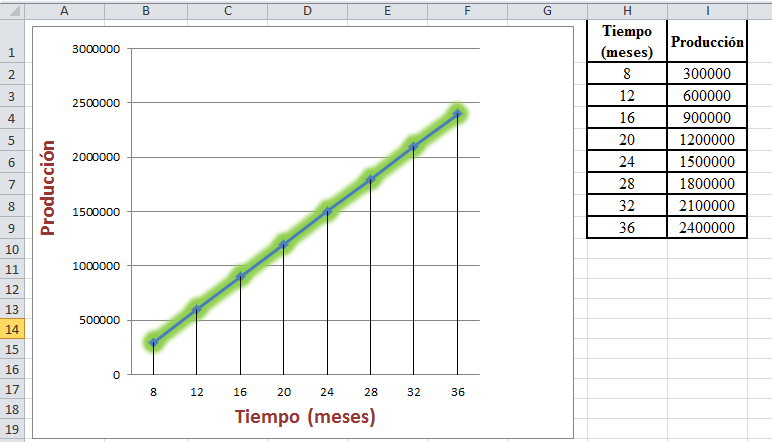 A B C D E F G H I
1 Tiempo
(meses) Producción
2 8 300000
3 12 600000
4 16 900000
5 20 1200000
6 24 1500000
7 28 1800000
8 32 2100000
9 36 2400000
10
11
12
13
14
15
16
17
18
19
3000000
2500000
2000000
1500000
1000000
500000
0
Producción
8 12 16 20 24 28 32 36
Tiempo (meses)